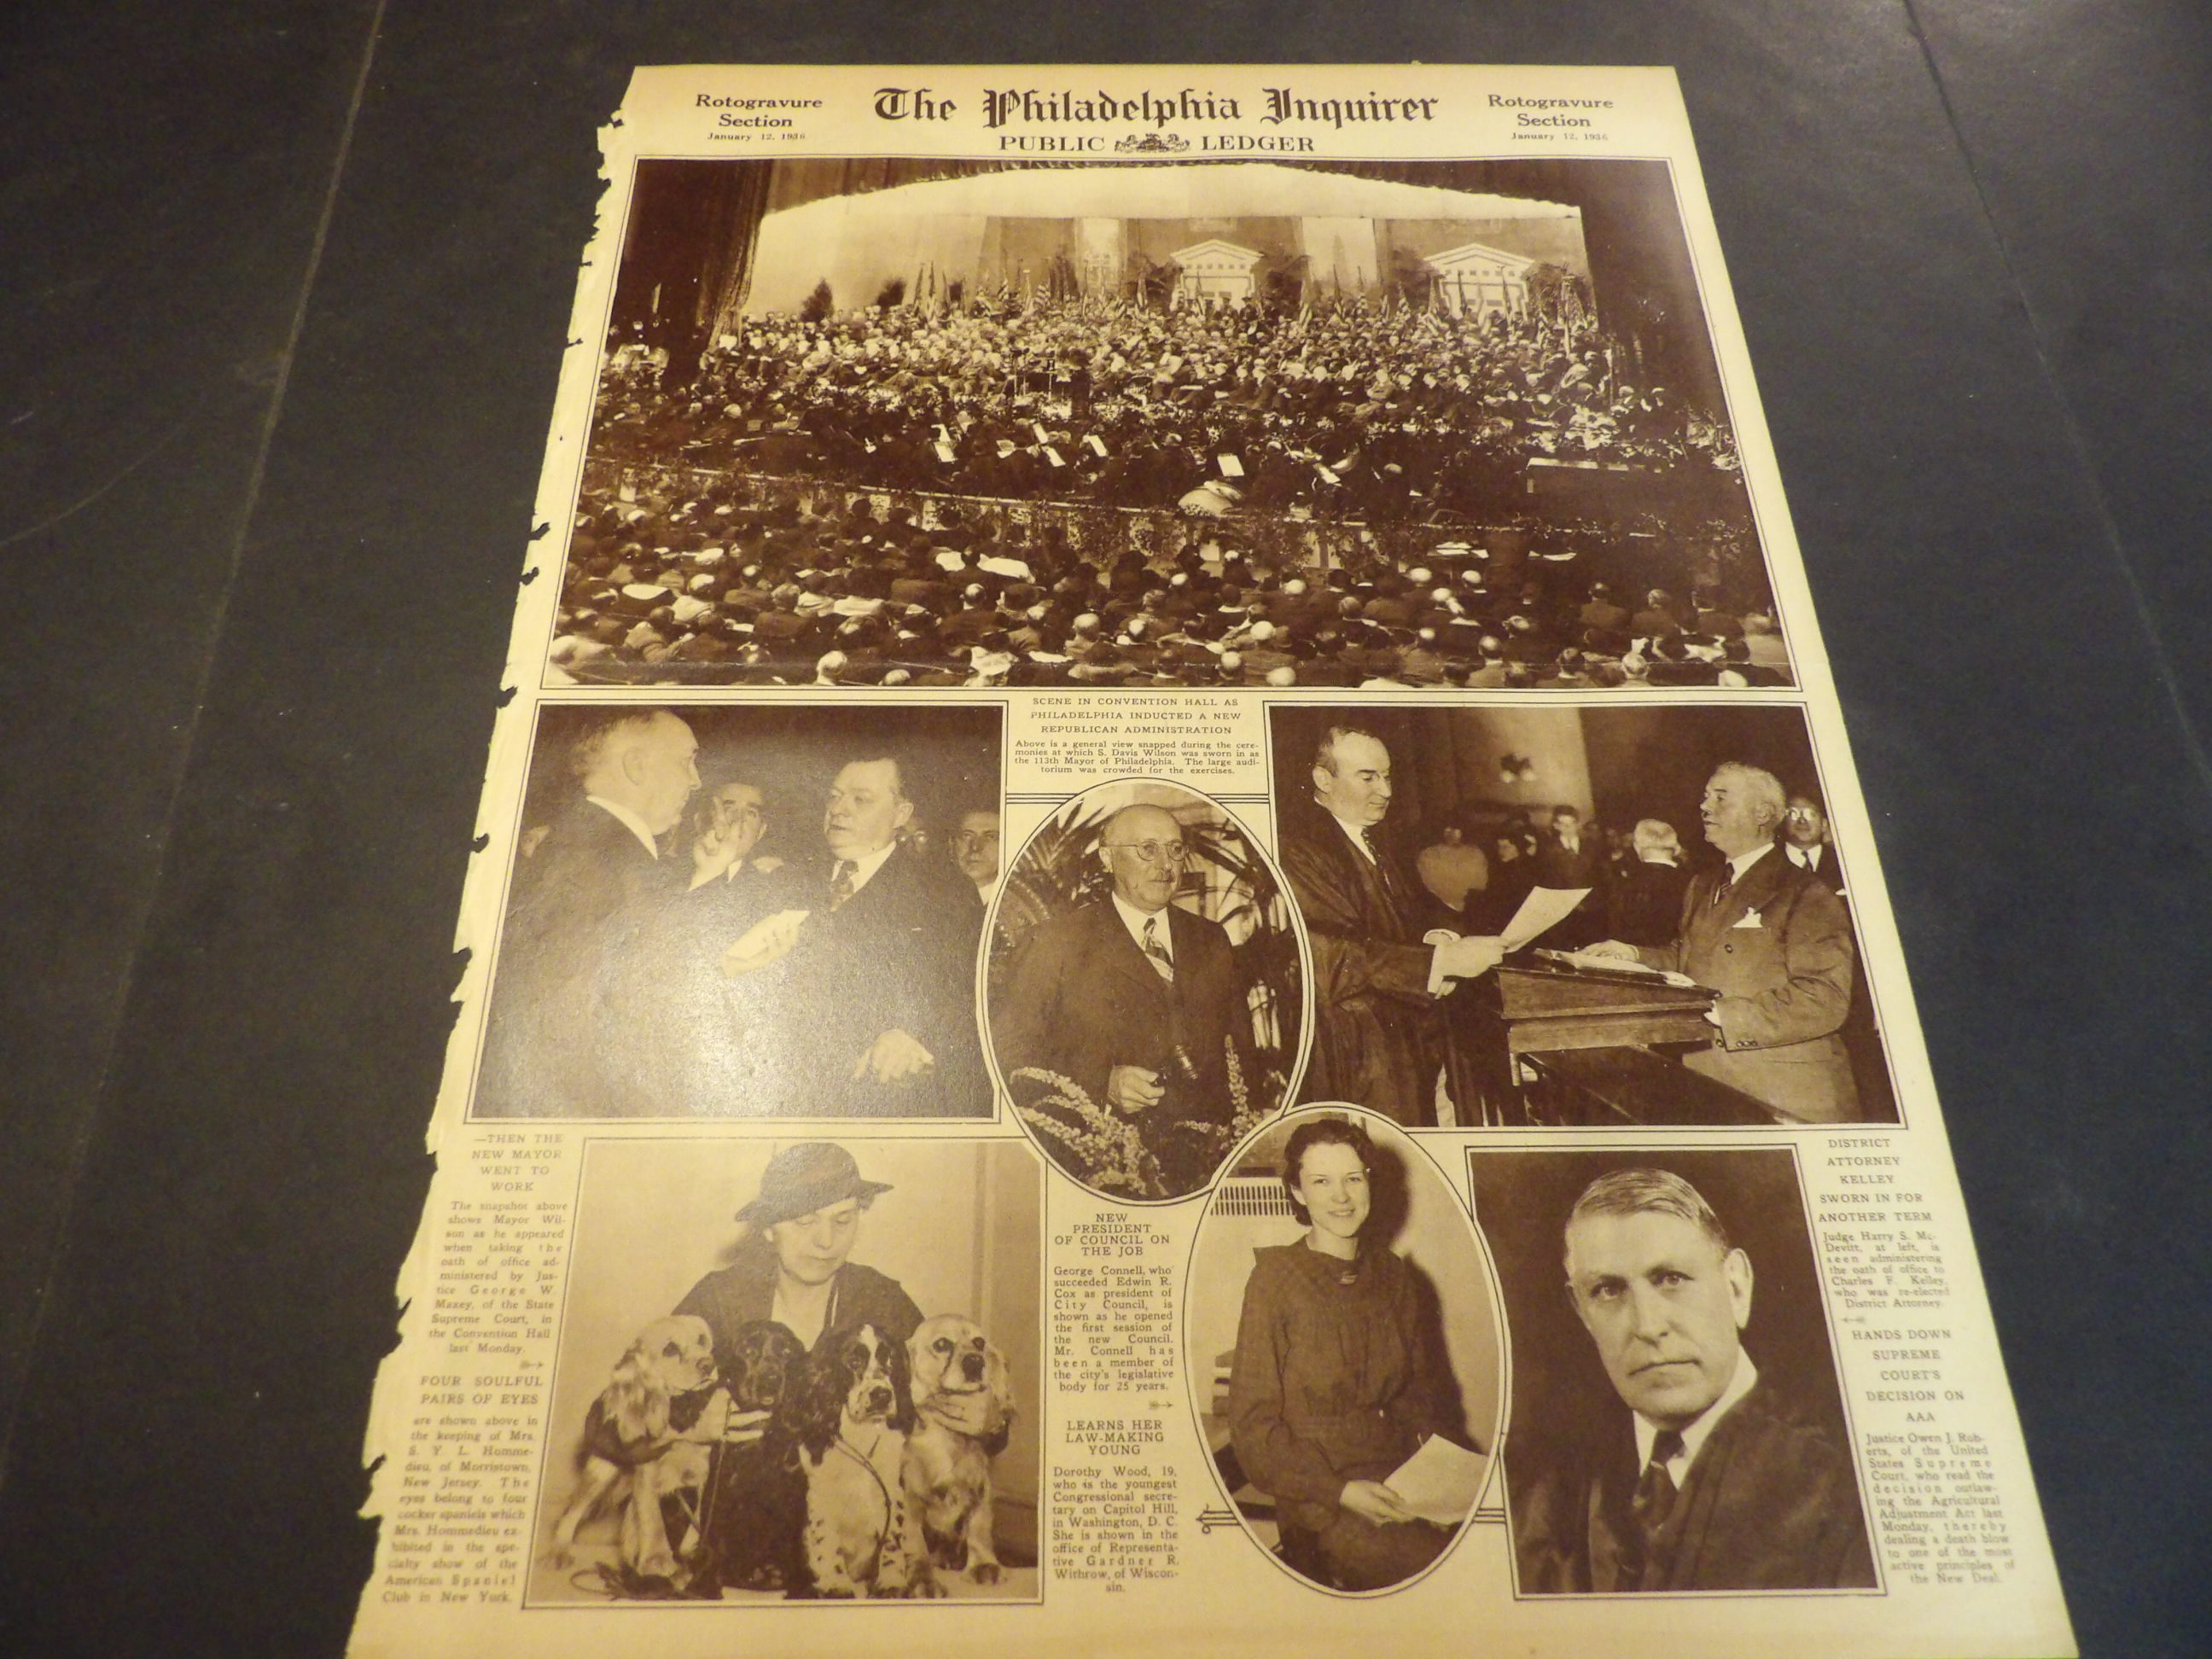 Rotogravure
Section
January 12, 1936
The Philadelphia Inquirer
PUBLIC LEDGER
Rotogravure
Section
January 12, 1936
SCENE IN CONVENTION HALL AS
PHILADELPHIA INDUCTED A NEW
REPUBLICAN ADMINISTRATION
Above is a general view snapped during the cere-
monies at which S. Davis Wilson was sworn in as
the 113th Mayor of Philadelphia. The large audi-
torium was crowded for the exercises.
—THEN THE
NEW MAYOR
WENT TO
WORK
The snapshot above
shows Mayor Wil-
son as he appeared
when taking the
oath of office ad-
ministered by Jus-
tice George W.
Maxey, of the State
Supreme Court, in
the Convention Hall
last Monday.
FOUR SOULFUL
PAIRS OF EYES
are shown above in
the keeping of Mrs.
S. Y. L. Homme-
dieu, of Morristown,
New Jersey. The
eyes belong to four
cocker spaniels which
Mrs. Hommedieu ex-
hibited in the spe-
cialty show of the
American Spaniel
Club in New York.
NEW
PRESIDENT
OF COUNCIL ON
THE JOB
George Connell, who
succeeded Edwin R.
Cox as president of
City Council, is
shown as he opened
the first session of
the new Council.
Mr. Connell has
been a member of
the city's legislative
body for 25 years.
LEARNS HER
LAW-MAKING
YOUNG
Dorothy Wood, 19,
who is the youngest
Congressional secre-
tary on Capitol Hill,
in Washington, D. C.
She is shown in the
office of Representa-
tive Gardner R.
Withrow, of Wiscon-
sin.
DISTRICT
ATTORNEY
KELLEY
SWORN IN FOR
ANOTHER TERM
Judge Harry S. Mc-
Devitt, at left, is
seen administering
the oath of office to
Charles F. Kelley,
who was re-elected
District Attorney.
HANDS DOWN
SUPREME
COURT'S
DECISION ON
AAA
Justice Owen J. Rob-
erts, of the United
States Supreme
Court, who read the
decision outlaw-
ing the Agricultural
Adjustment Act last
Monday, thereby
dealing a death blow
to one of the most
active principles of
the New Deal.